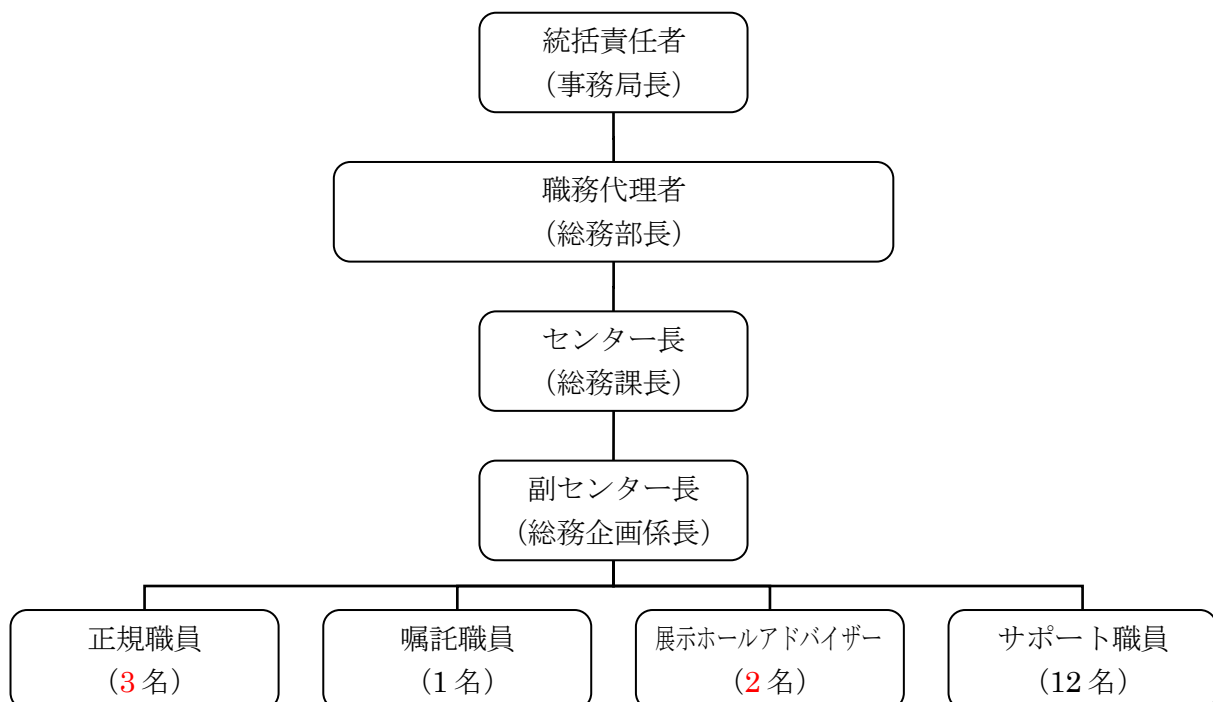 統括責任者
（事務局長）
職務代理者
（総務部長）
センター長
（総務課長）
副センター長
（総務企画係長）
正規職員
（3 名）
嘱託職員
（1 名）
展示ホールアドバイザー
（2 名）
サポート職員
（12 名）